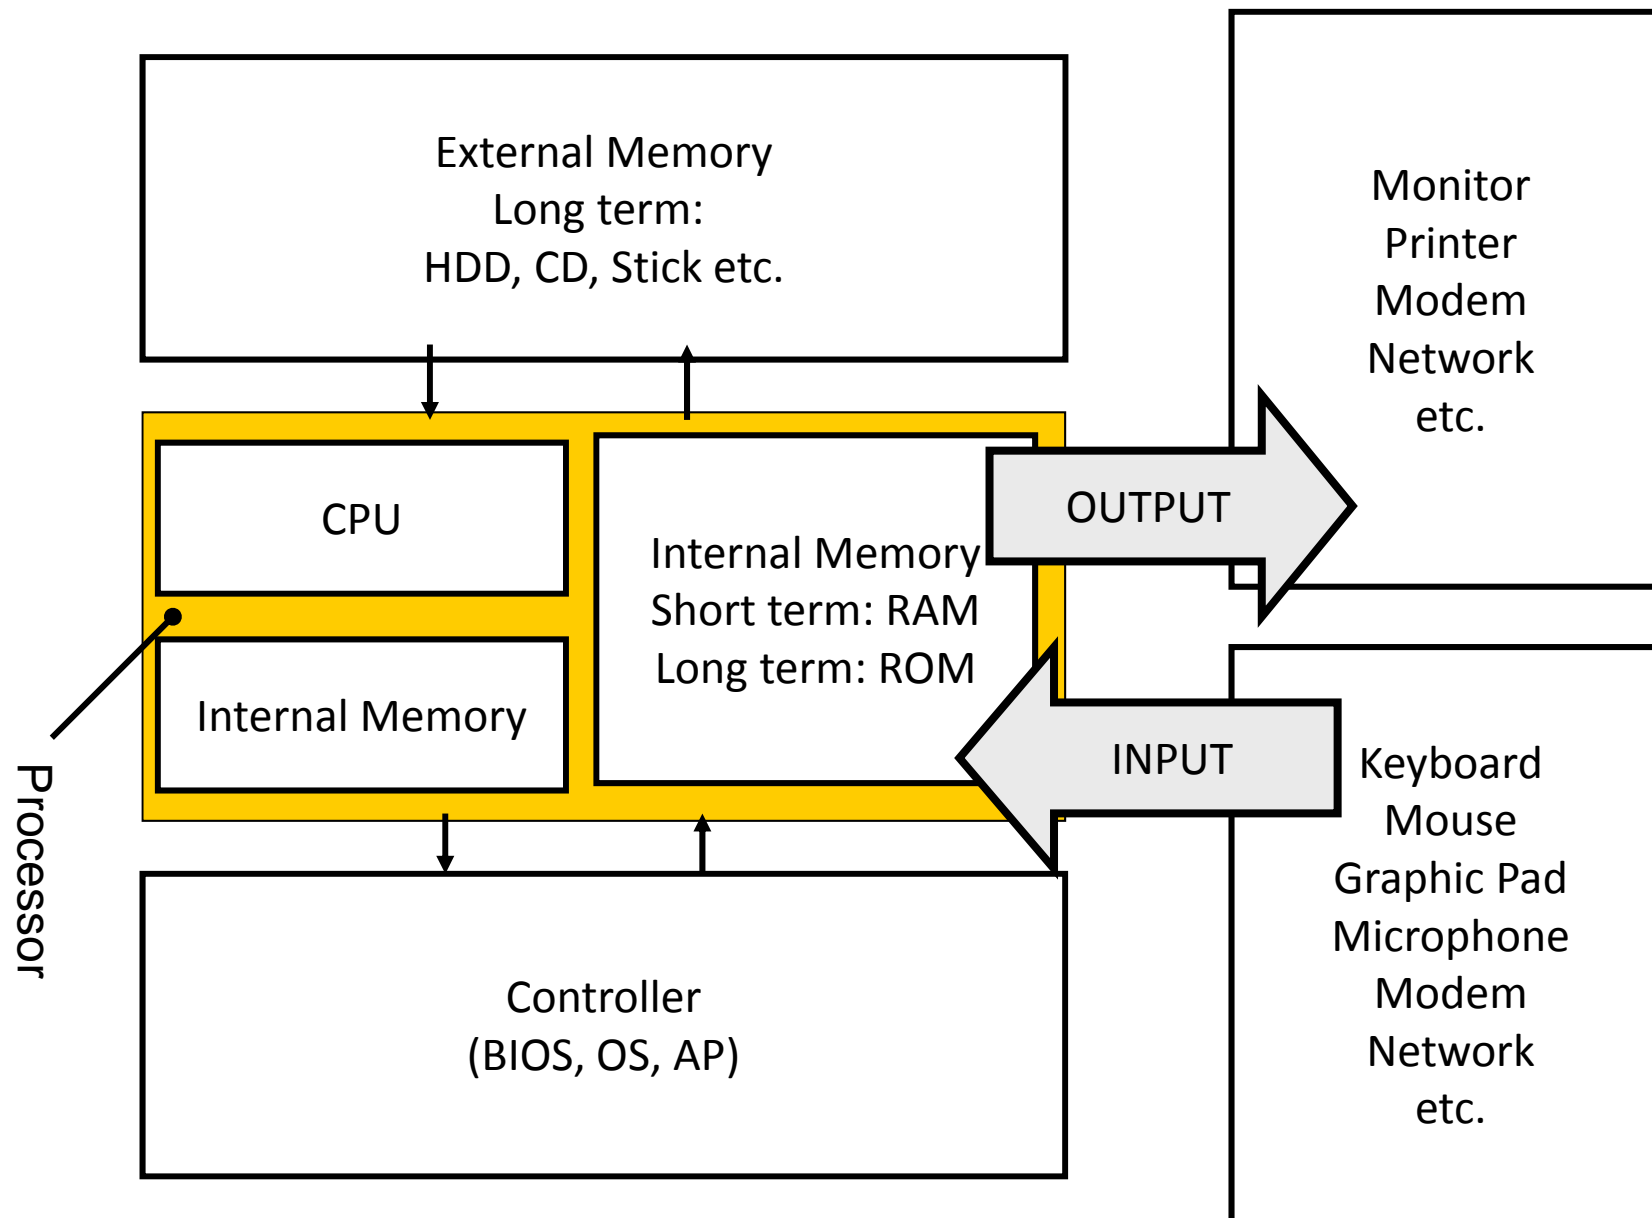 External Memory
Long term:
HDD, CD, Stick etc.
Monitor
Printer
Modem
Network
etc.
CPU
Internal Memory
Short term: RAM
Long term: ROM
OUTPUT
Internal Memory
INPUT
Processor
Keyboard
Mouse
Graphic Pad
Microphone
Modem
Network
etc.
Controller
(BIOS, OS, AP)